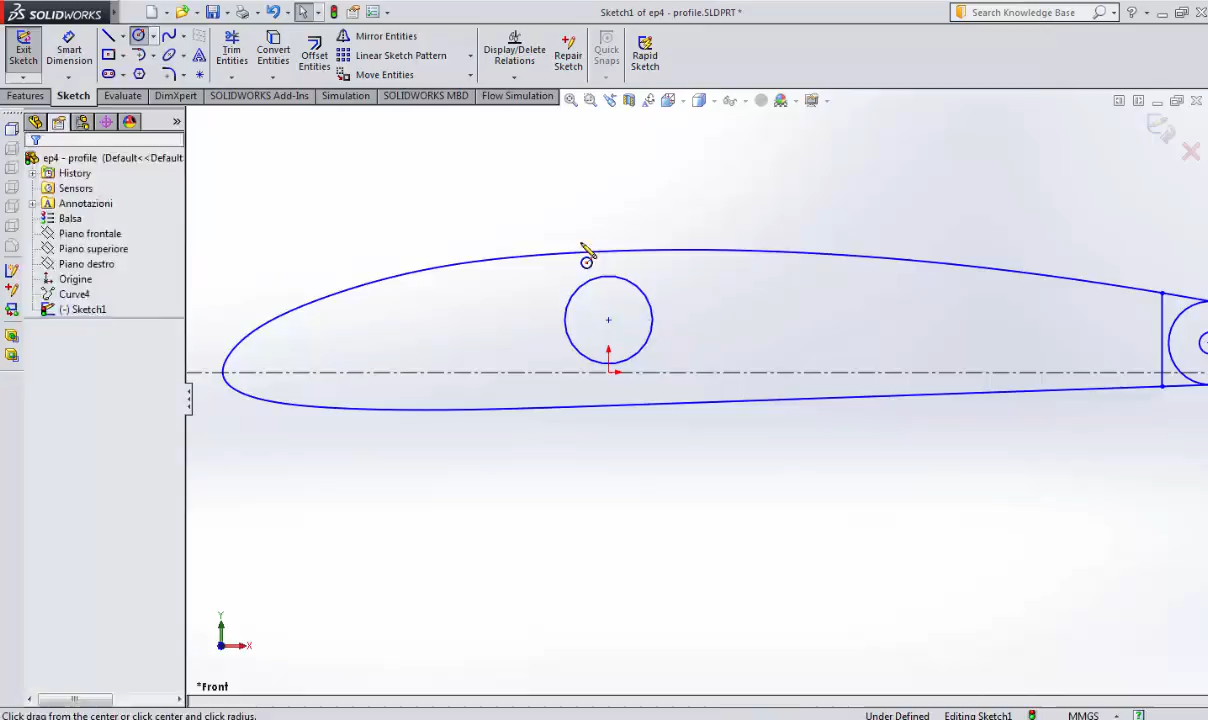 SOLIDWORKS
Sketch1 of ep4 - profile.SLDPRT *
Search Knowledge Base
?
Exit Sketch
Smart Dimension
Trim Entities
Convert Entities
Offset Entities
Mirror Entities
Linear Sketch Pattern
Move Entities
Display/Delete Relations
Repair Sketch
Quick Snaps
Rapid Sketch
Features
Sketch
Evaluate
DimXpert
SOLIDWORKS Add-Ins
Simulation
SOLIDWORKS MBD
Flow Simulation
ep4 - profile (Default<<Default
History
Sensors
Annotazioni
Balsa
Piano frontale
Piano superiore
Piano destro
Origine
Curve4
(-) Sketch1
Y
X
*Front
Click drag from the center or click center and click radius.
Under Defined
Editing Sketch1
MMGS
?